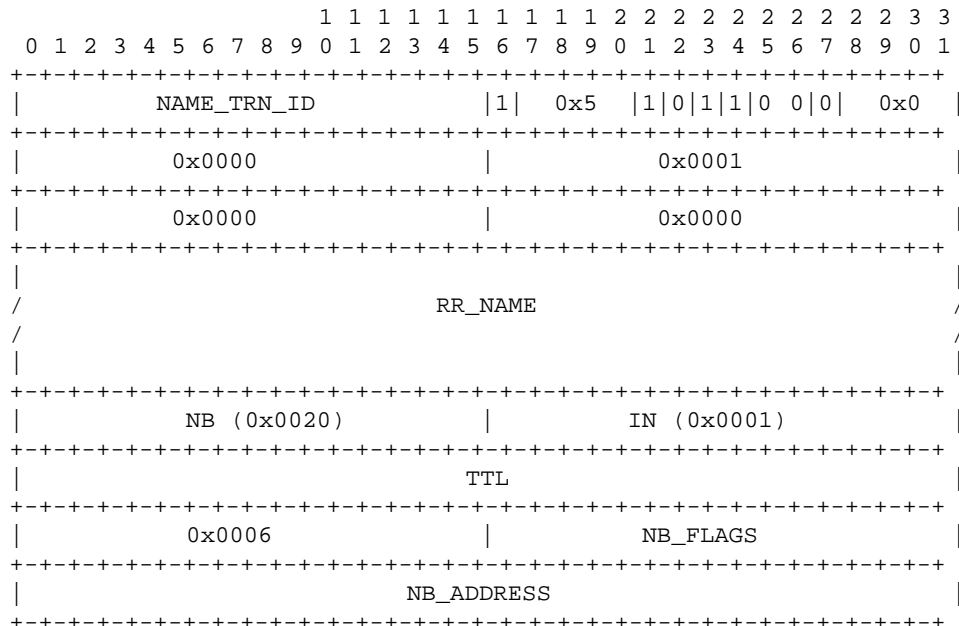 1 1 1 1 1 1 1 1 1 1 2 2 2 2 2 2 2 2 2 2 3 3
 0 1 2 3 4 5 6 7 8 9 0 1 2 3 4 5 6 7 8 9 0 1 2 3 4 5 6 7 8 9 0 1
+-+-+-+-+-+-+-+-+-+-+-+-+-+-+-+-+-+-+-+-+-+-+-+-+-+-+-+-+-+-+-+-+
|         NAME_TRN_ID           |1|  0x5  |1|0|1|1|0 0|0|  0x0  |
+-+-+-+-+-+-+-+-+-+-+-+-+-+-+-+-+-+-+-+-+-+-+-+-+-+-+-+-+-+-+-+-+
|          0x0000               |           0x0001              |
+-+-+-+-+-+-+-+-+-+-+-+-+-+-+-+-+-+-+-+-+-+-+-+-+-+-+-+-+-+-+-+-+
|          0x0000               |           0x0000              |
+-+-+-+-+-+-+-+-+-+-+-+-+-+-+-+-+-+-+-+-+-+-+-+-+-+-+-+-+-+-+-+-+
|                                                               |
/                            RR_NAME                            /
/                                                               /
|                                                               |
+-+-+-+-+-+-+-+-+-+-+-+-+-+-+-+-+-+-+-+-+-+-+-+-+-+-+-+-+-+-+-+-+
|           NB (0x0020)         |         IN (0x0001)           |
+-+-+-+-+-+-+-+-+-+-+-+-+-+-+-+-+-+-+-+-+-+-+-+-+-+-+-+-+-+-+-+-+
|                              TTL                              |
+-+-+-+-+-+-+-+-+-+-+-+-+-+-+-+-+-+-+-+-+-+-+-+-+-+-+-+-+-+-+-+-+
|           0x0006              |          NB_FLAGS             |
+-+-+-+-+-+-+-+-+-+-+-+-+-+-+-+-+-+-+-+-+-+-+-+-+-+-+-+-+-+-+-+-+
|                          NB_ADDRESS                           |
+-+-+-+-+-+-+-+-+-+-+-+-+-+-+-+-+-+-+-+-+-+-+-+-+-+-+-+-+-+-+-+-+